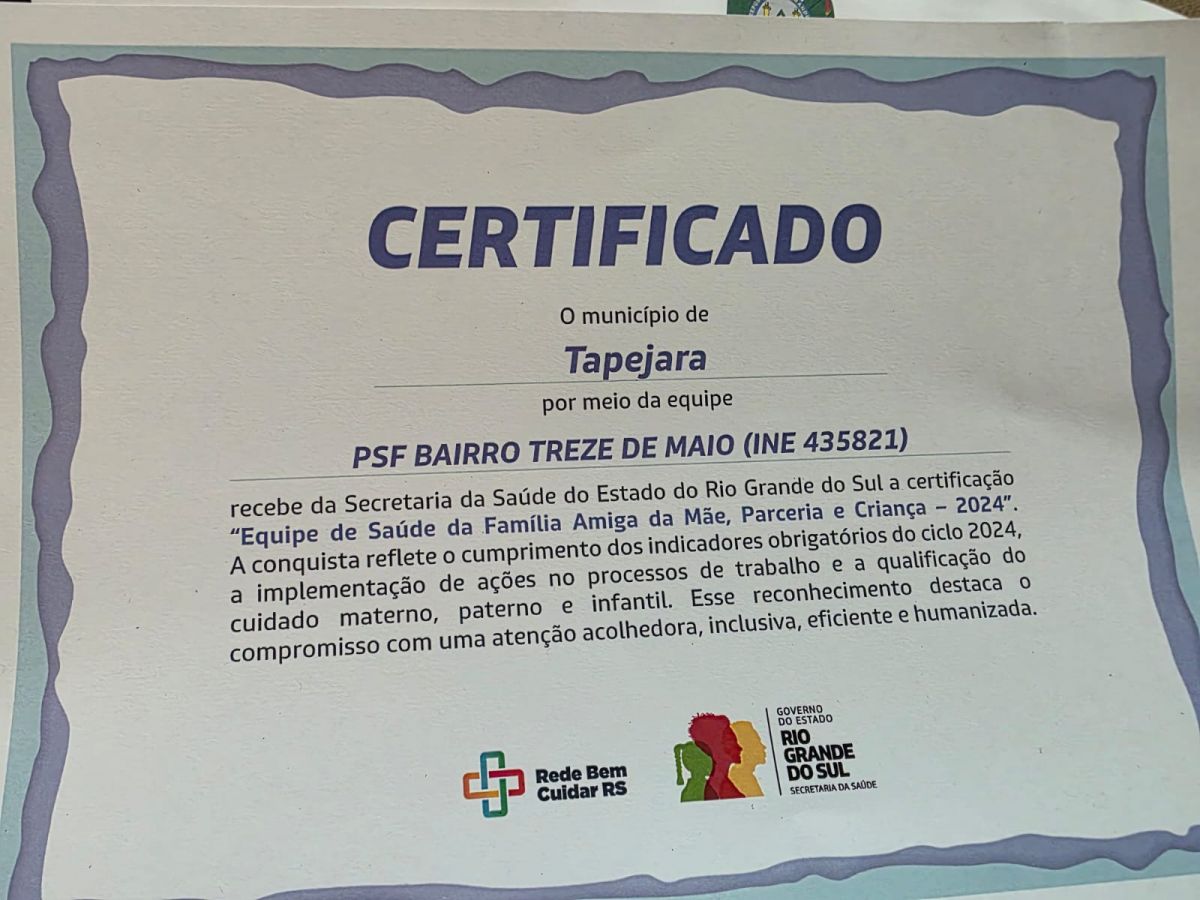 CERTIFICADO
O município de
Tapejara
por meio da equipe
PSF BAIRRO TREZE DE MAIO (INE 435821)
recebe da Secretaria da Saúde do Estado do Rio Grande do Sul a certificação
“Equipe de Saúde da Família Amiga da Mãe, Parceria e Criança – 2024”.
A conquista reflete o cumprimento dos indicadores obrigatórios do ciclo 2024,
a implementação de ações no processos de trabalho e a qualificação do
cuidado materno, paterno e infantil. Esse reconhecimento destaca o
compromisso com uma atenção acolhedora, inclusiva, eficiente e humanizada.
Rede Bem
Cuidar RS
GOVERNO
DO ESTADO
RIO
GRANDE
DO SUL
SECRETARIA DA SAÚDE